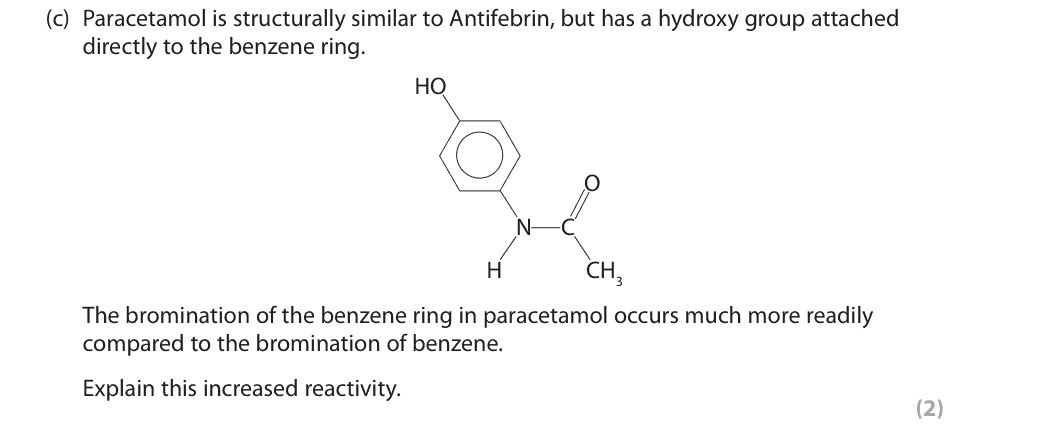 (c) Paracetamol is structurally similar to Antifebrin, but has a hydroxy group attached
directly to the benzene ring.
HO
O
N
C
H
CH₃
The bromination of the benzene ring in paracetamol occurs much more readily
compared to the bromination of benzene.
Explain this increased reactivity.
(2)